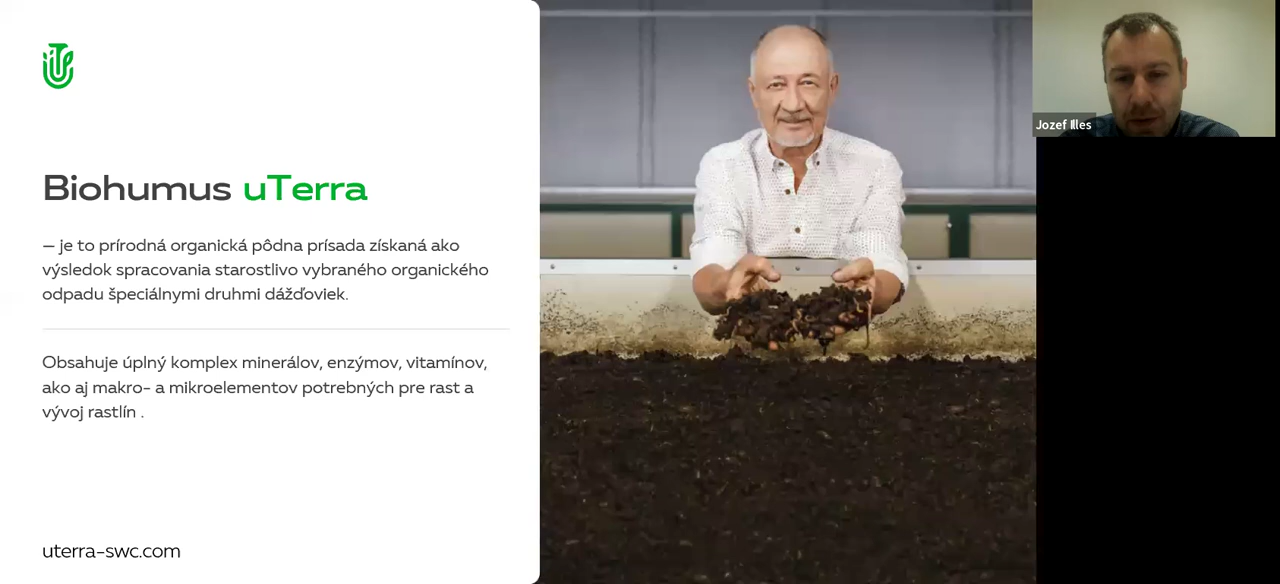 Biohumus uTerra
– je to prírodná organická pôdna prísada získaná ako
výsledok spracovania starostlivo vybraného organického
odpadu špeciálnymi druhmi dážďoviek.
Obsahuje úplný komplex minerálov, enzýmov, vitamínov,
ako aj makro- a mikroelementov potrebných pre rast a
vývoj rastlín .
uterra-swc.com
Jozef Illes